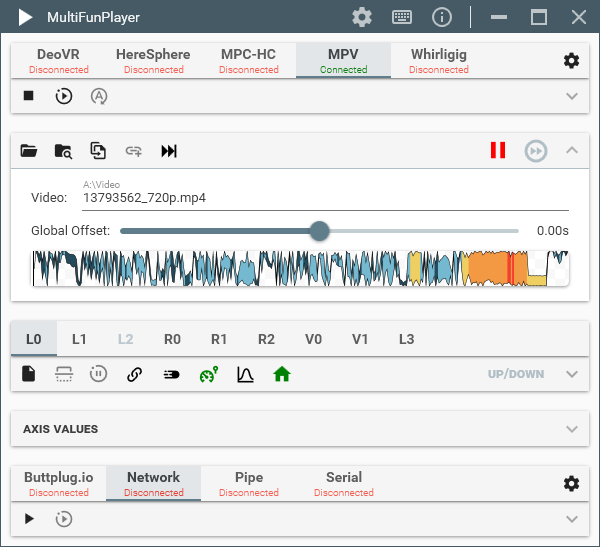 MultiFunPlayer
DeoVR HereSphere MPC-HC MPV Whirligig
Disconnected Disconnected Disconnected Connected Disconnected
A:\Video
Video: 13793562_720p.mp4
Global Offset: 0.00s
L0 L1 L2 R0 R1 R2 V0 V1 L3
UP/DOWN
AXIS VALUES
Buttplug.io Network Pipe Serial
Disconnected Disconnected Disconnected Disconnected